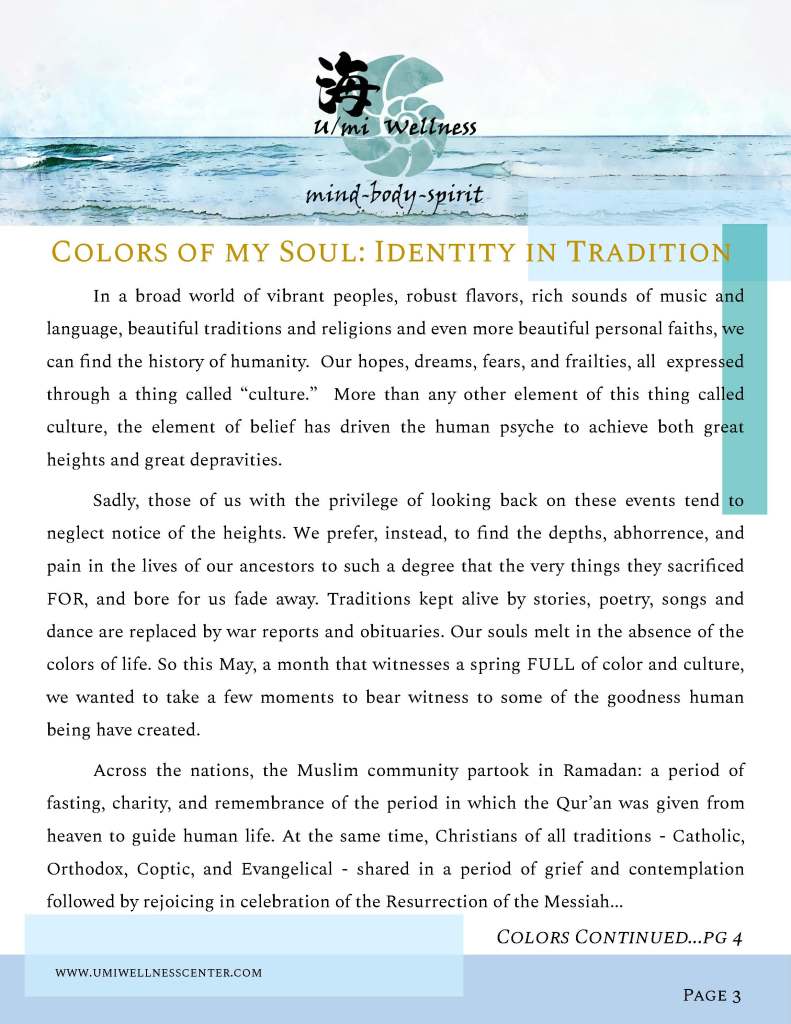 海
U/mi Wellness
mind-body-spirit
Colors of my Soul: Identity in Tradition
In a broad world of vibrant peoples, robust flavors, rich sounds of music and
language, beautiful traditions and religions and even more beautiful personal faiths, we
can find the history of humanity. Our hopes, dreams, fears, and frailties, all expressed
through a thing called “culture.” More than any other element of this thing called
culture, the element of belief has driven the human psyche to achieve both great
heights and great depravities.
Sadly, those of us with the privilege of looking back on these events tend to
neglect notice of the heights. We prefer, instead, to find the depths, abhorrence, and
pain in the lives of our ancestors to such a degree that the very things they sacrificed
FOR, and bore for us fade away. Traditions kept alive by stories, poetry, songs and
dance are replaced by war reports and obituaries. Our souls melt in the absence of the
colors of life. So this May, a month that witnesses a spring FULL of color and culture,
we wanted to take a few moments to bear witness to some of the goodness human
being have created.
Across the nations, the Muslim community partook in Ramadan: a period of
fasting, charity, and remembrance of the period in which the Qur’an was given from
heaven to guide human life. At the same time, Christians of all traditions - Catholic,
Orthodox, Coptic, and Evangelical - shared in a period of grief and contemplation
followed by rejoicing in celebration of the Resurrection of the Messiah...
Colors Continued...pg 4
www.umiwellnesscenter.com
Page 3